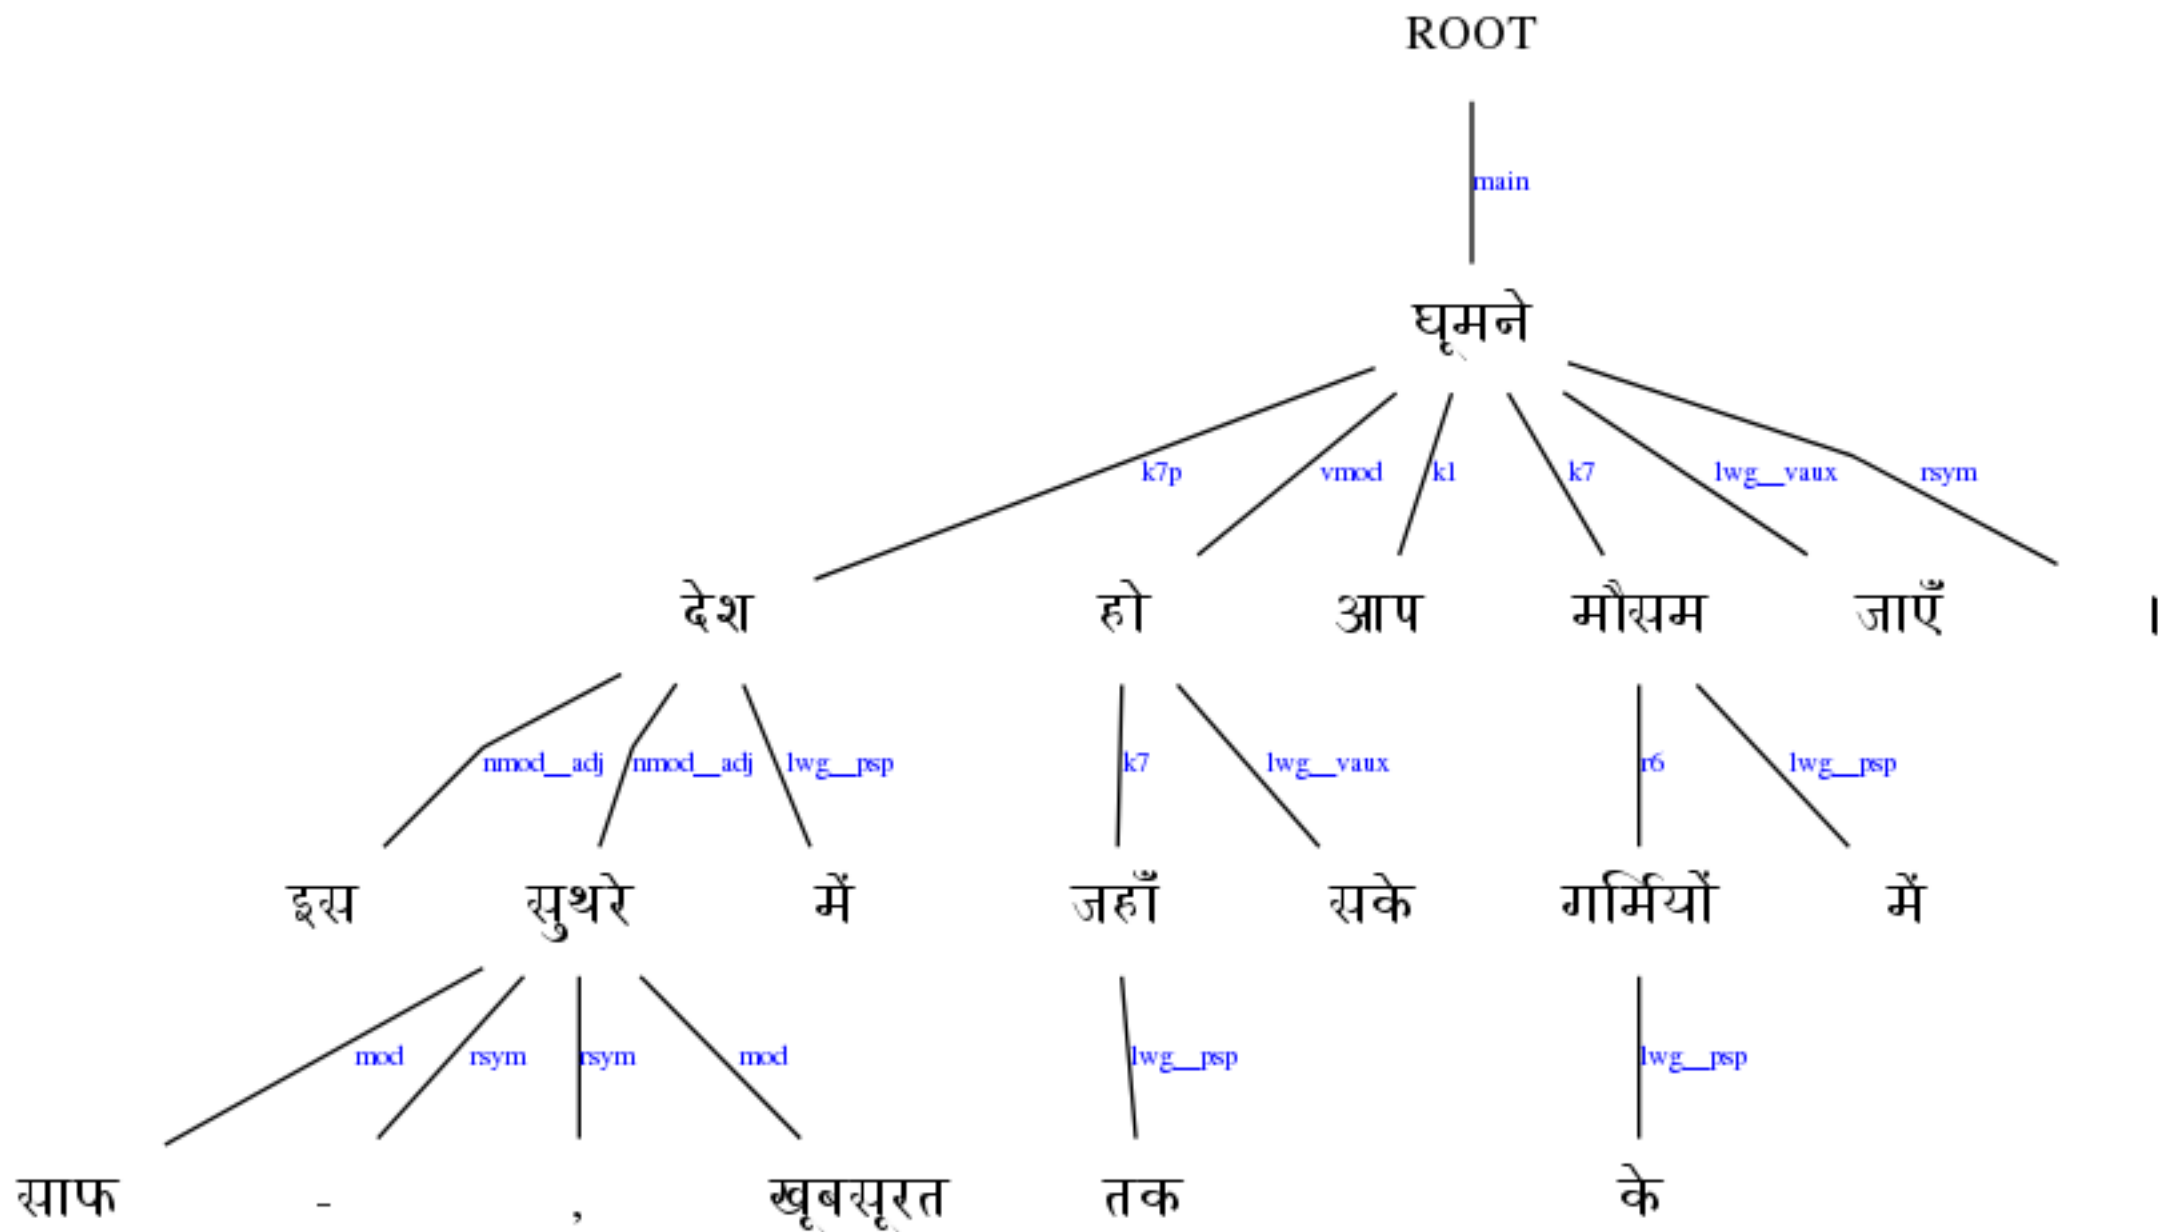 ROOT
main
घूमने
k7p vmod k1 k7 lwg__vaux rsym
देश हो आप मौसम जाएँ ।
nmod__adj nmod__adj lwg__psp k7 lwg__vaux r6 lwg__psp
इस सुथरे में जहाँ सके गर्मियों में
mod rsym rsym mod lwg__psp lwg__psp
साफ - , खूबसूरत तक के